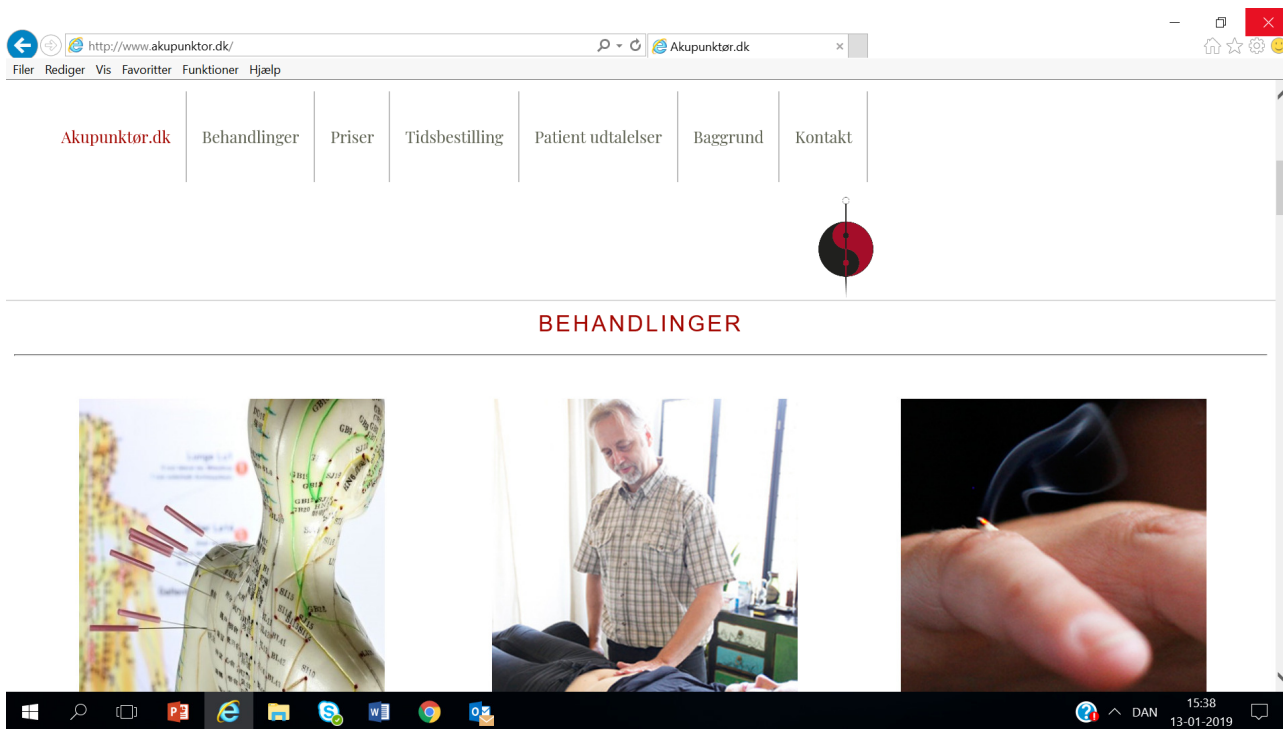 http://www.akupunktor.dk/
Akupunktør.dk
Filer Rediger Vis Favoritter Funktioner Hjælp
Akupunktør.dk Behandlinger Priser Tidsbestilling Patient udtalelser Baggrund Kontakt
BEHANDLINGER
DAN
15:38
13-01-2019